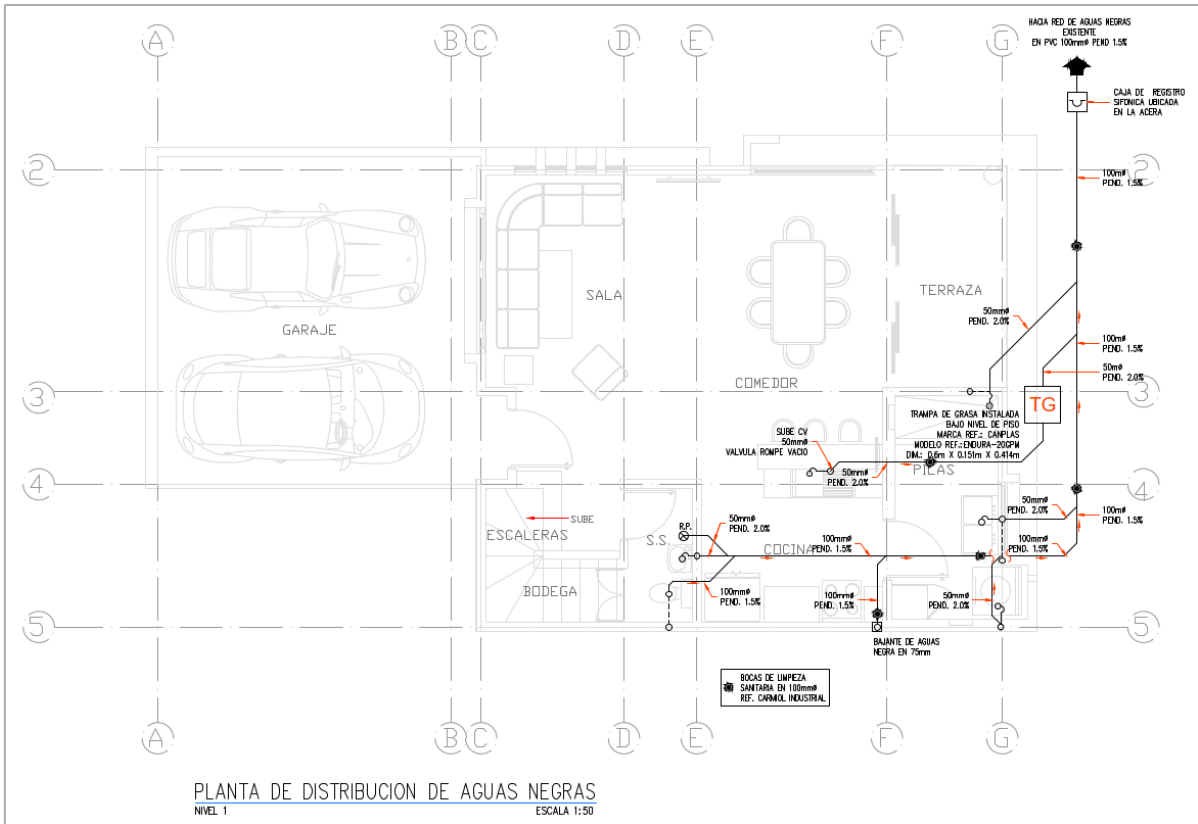 HACIA RED DE AGUAS NEGRAS
EXISTENTE
EN PVC 100mmø PEND 1.5%
A
B
C
D
E
F
G
CAJA DE REGISTRO
SIFONICA UBICADA
EN LA ACERA
2
2
100mø
PEND. 1.5%
SALA
TERRAZA
50mmø
PEND. 2.0%
GARAJE
100mø
PEND. 1.5%
50mø
PEND. 2.0%
COMEDOR
3
3
TG
TRAMPA DE GRASA INSTALADA
BAJO NIVEL DE PISO
MARCA REF.: CANPLAS
MODELO REF.:ENDURA-20GPM
DIM.: 0.6m X 0.151m X 0.414m
SUBE CV
50mmø
VALVULA ROMPE VACIO
PILAS
50mmø
PEND. 2.0%
4
4
50mmø
PEND. 2.0%
100mø
PEND. 1.5%
SUBE
ESCALERAS
S.S.
R.P.
50mmø
PEND. 2.0%
100mmø
PEND. 1.5%
COCINA
100mmø
PEND. 1.5%
BODEGA
100mmø
PEND. 1.5%
100mmø
PEND. 1.5%
50mmø
PEND. 2.0%
5
5
BAJANTE DE AGUAS
NEGRA EN 75mm
BOCAS DE LIMPIEZA
SANITARIA EN 100mmø
REF. CARMIOL INDUSTRIAL
A
B
C
D
E
F
G
PLANTA DE DISTRIBUCION DE AGUAS NEGRAS
NIVEL 1
ESCALA 1:50